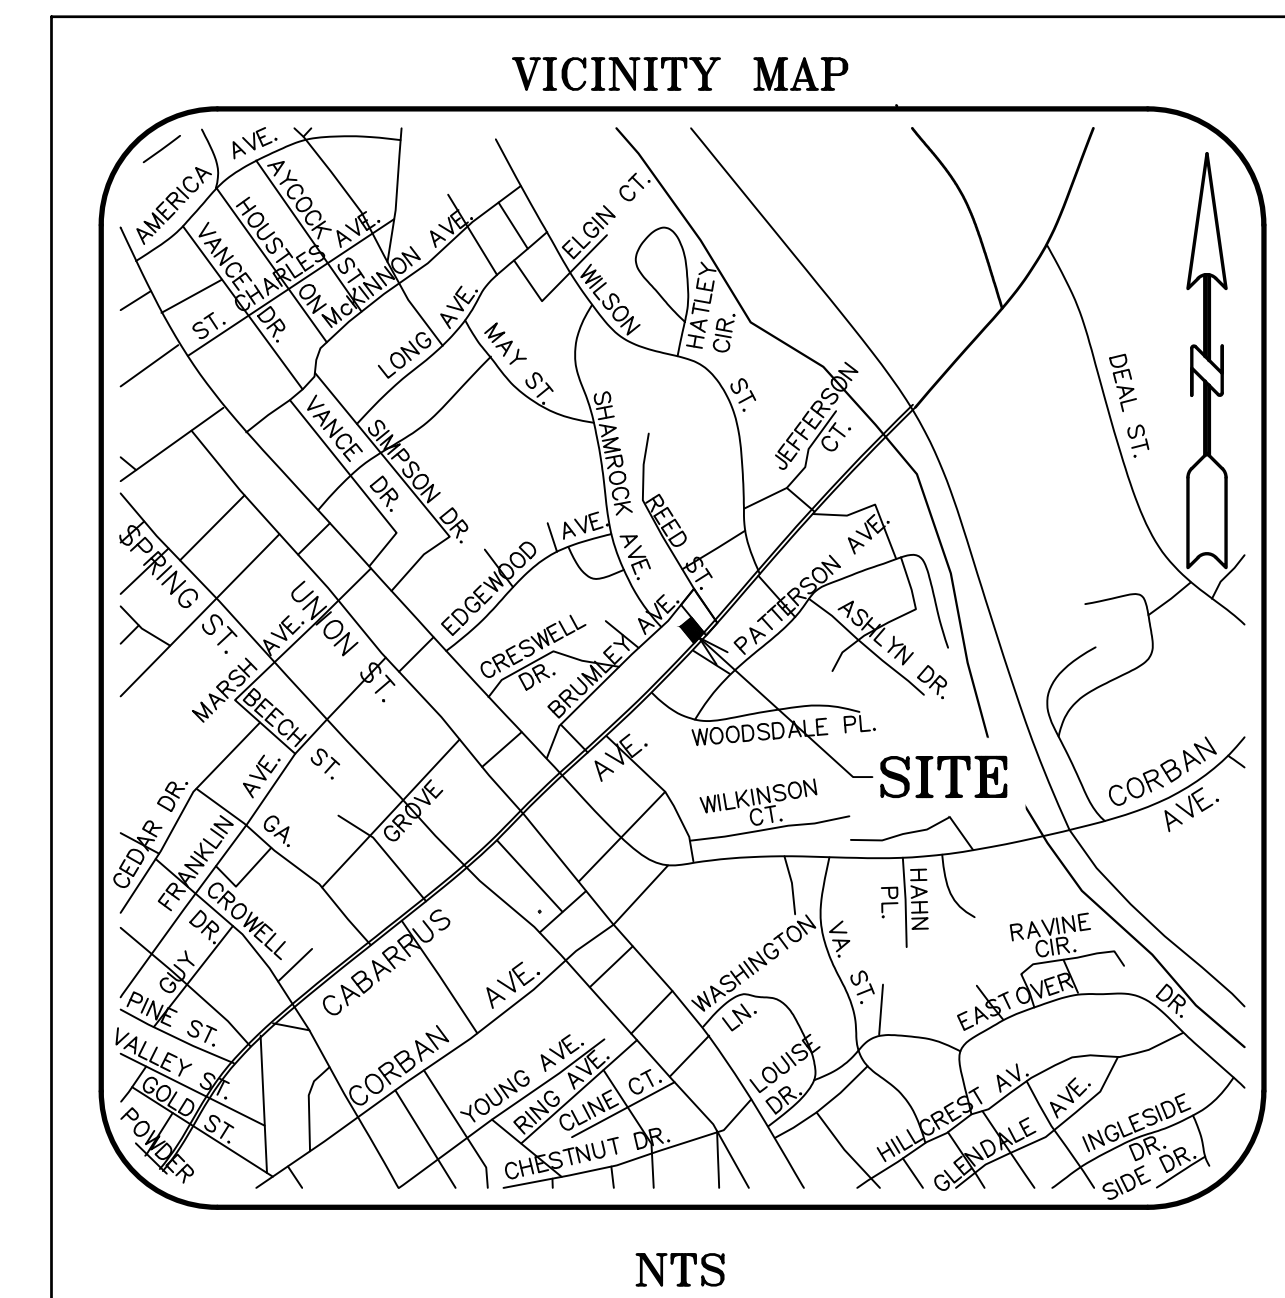 VICINITY MAP
AMERICA AVE.
AYCOCK ST.
HOUSTON
VANCE DR.
ST. CHARLES AVE.
McKINNON AVE.
ELGIN CT.
WILSON ST.
HATLEY
CIR.
LONG AVE.
MAY ST.
SHAMROCK AVE.
JEFFERSON
CT.
DEAL ST.
N
VANCE DR.
SIMPSON DR.
REED ST.
SPRING ST.
UNION ST.
MARSH AVE.
EDGEWOOD AVE.
CRESWELL
DR.
BRUMLEY AVE.
PATTERSON AVE.
ASHLYN DR.
BEECH ST.
WOODSDALE PL.
SITE
AVE.
WILKINSON
CT.
CORBAN
AVE.
CEDAR DR.
FRANKLIN AVE.
GA.
GROVE
CROWELL
DR.
GUY
HAHN
PL.
VA. ST.
RAVINE
CIR.
EASTOVER
DR.
CABARRUS
CORBAN AVE.
WASHINGTON
LN.
LOUISE
DR.
PINE ST.
VALLEY ST.
GOLD ST.
POWDER
YOUNG AVE.
RING AVE.
CLINE CT.
CHESTNUT DR.
HILLCREST AV.
GLENDALE AVE.
INGLESIDE
DR.
SIDE DR.
NTS